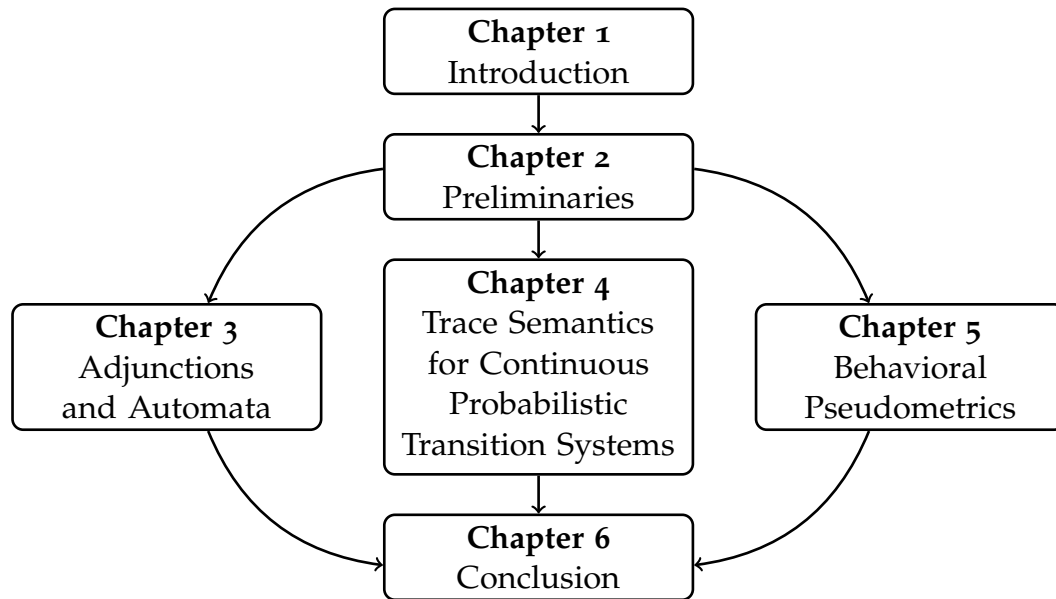 Chapter 1
Introduction
Chapter 2
Preliminaries
Chapter 3
Adjunctions
and Automata
Chapter 4
Trace Semantics
for Continuous
Probabilistic
Transition Systems
Chapter 5
Behavioral
Pseudometrics
Chapter 6
Conclusion